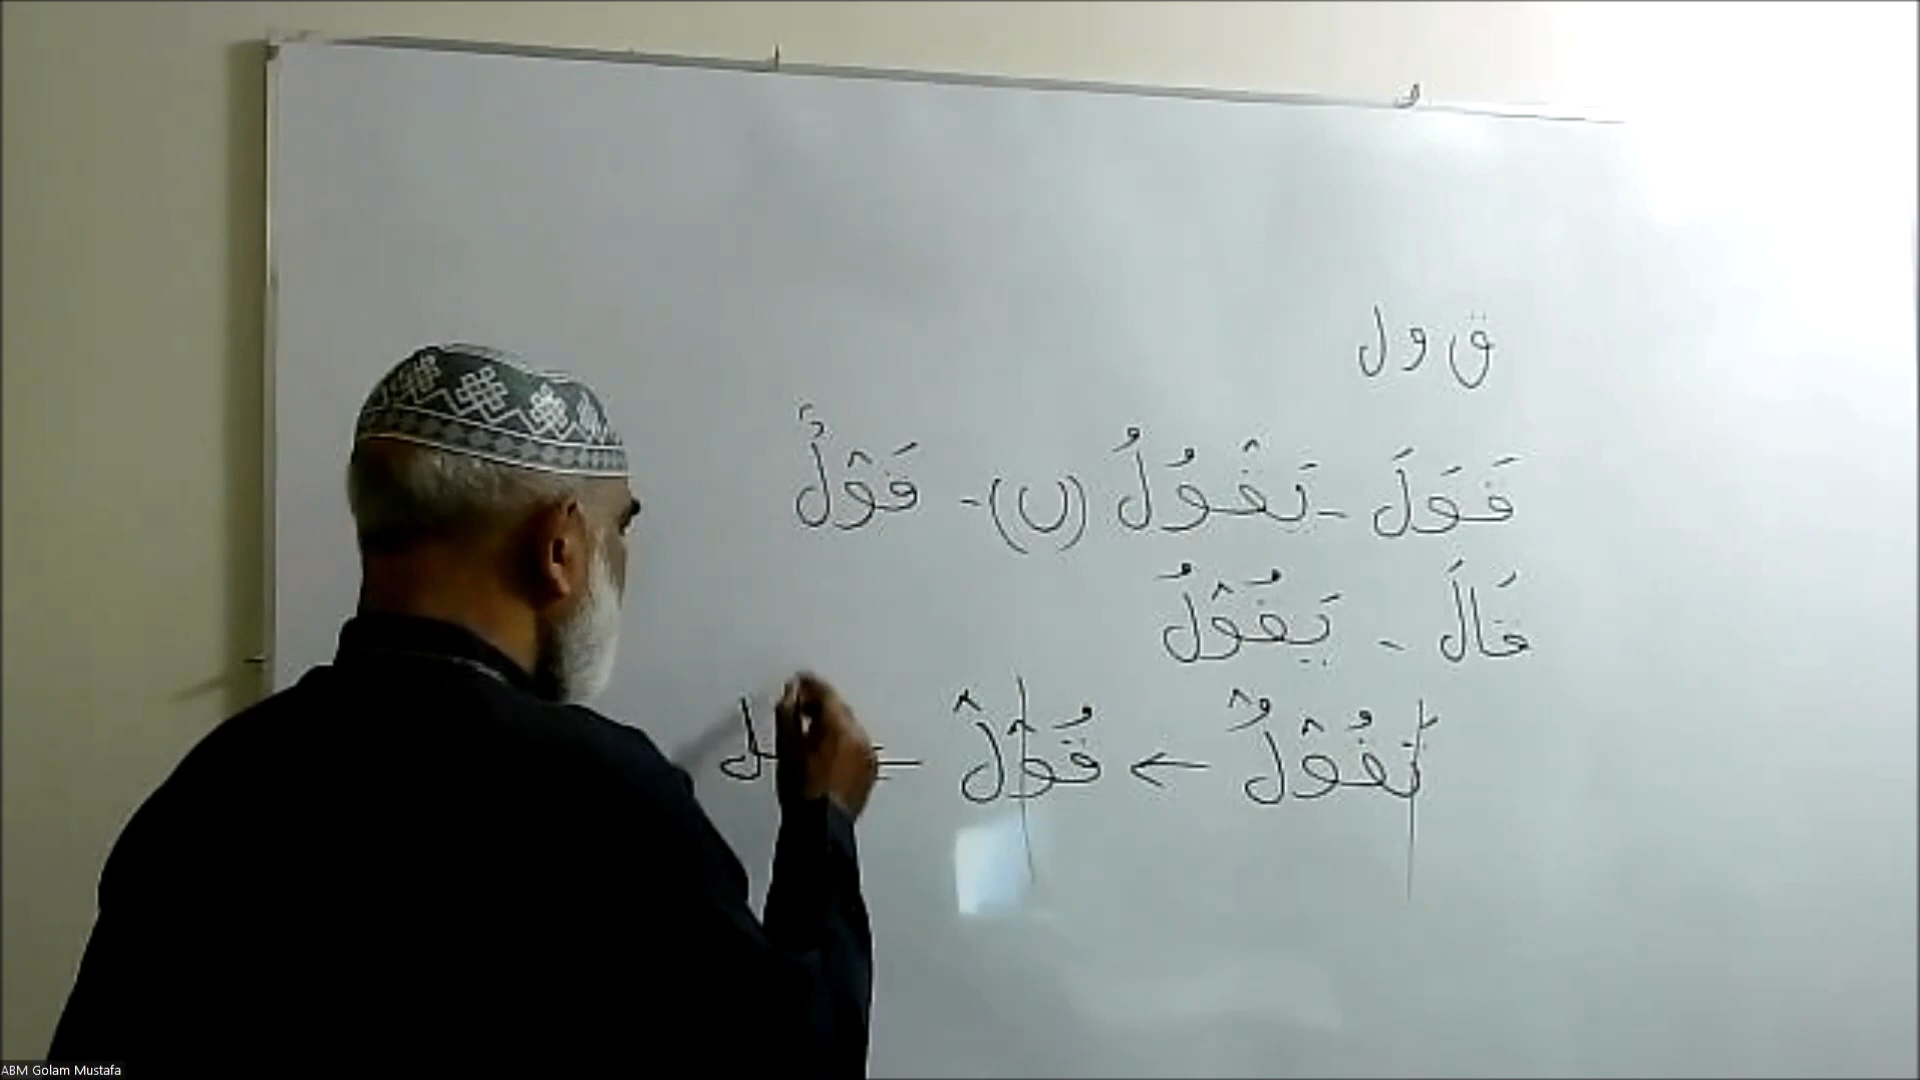 ق و ل
قَوَلَ - يَقْوُلُ (ن) - قَوْلٌ
قَالَ - يَقُوْلُ
تَقُوْلُ ← قُوْلْ
ABM Golam Mustafa